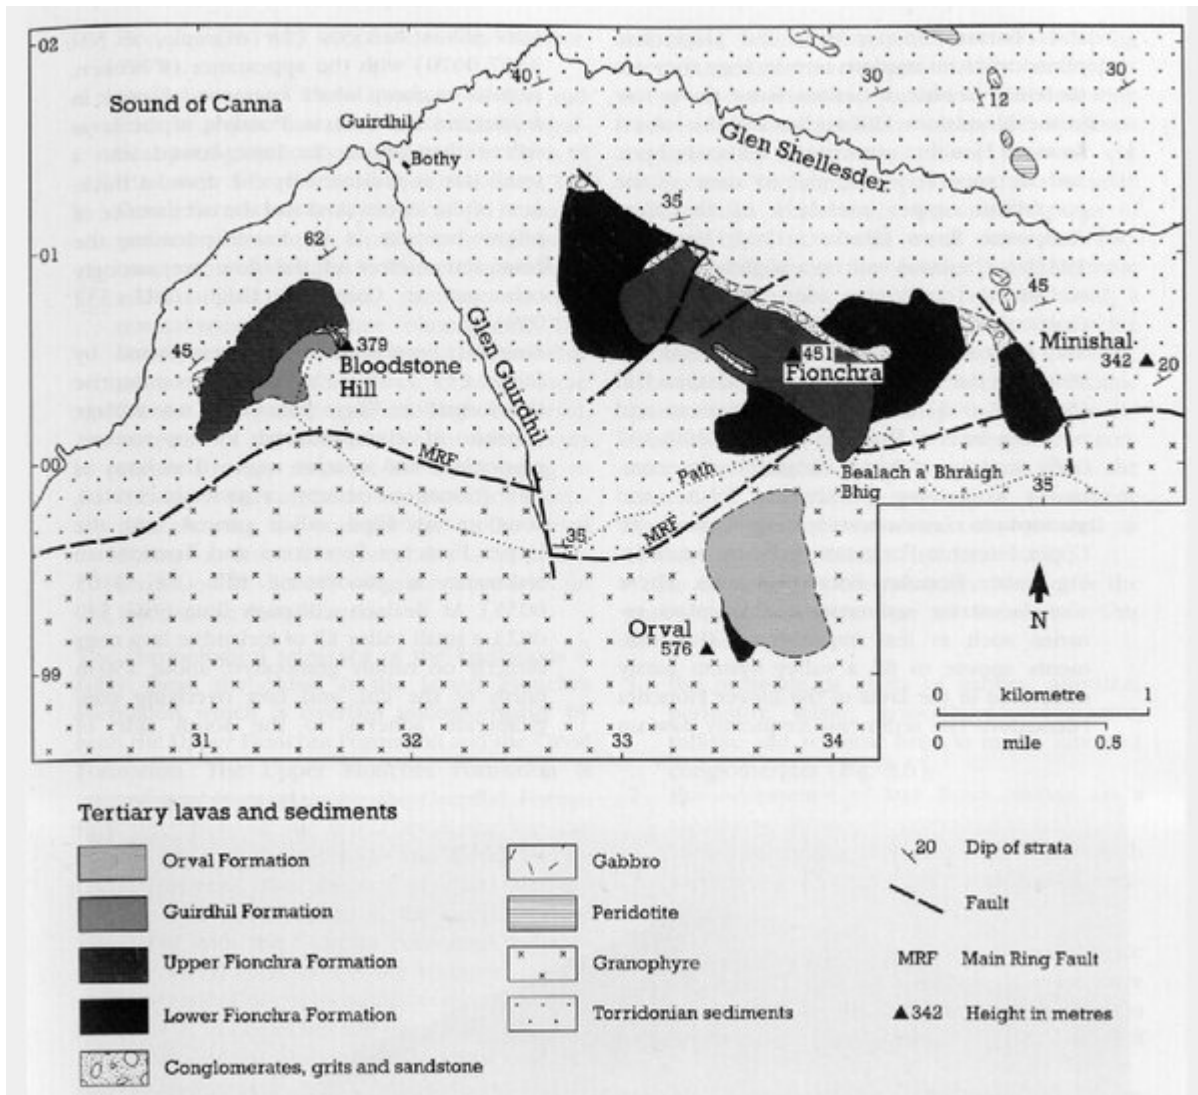 02
Sound of Canna
Guirdhil
Bothy
40
30
12
30
Glen Shellesder
35
01
62
45
45
379
Bloodstone
Hill
Glen Guirdhil
451
Fionchra
Minishal
342
20
00
MRF
Path
Bealach a' Bhràigh
Bhig
35
35
MRF
Orval
576
N
99
31
32
33
34
0 kilometre 1
0 mile 0.5
Tertiary lavas and sediments
Orval Formation
Guirdhil Formation
Upper Fionchra Formation
Lower Fionchra Formation
Conglomerates, grits and sandstone
Gabbro
Peridotite
Granophyre
Torridonian sediments
20 Dip of strata
Fault
MRF Main Ring Fault
342 Height in metres